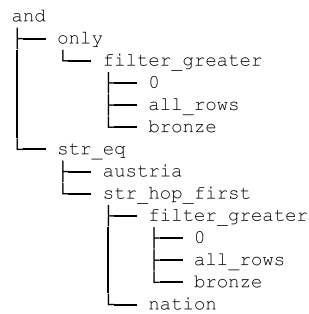 and
├── only
│   └── filter_greater
│       ├── 0
│       ├── all_rows
│       └── bronze
└── str_eq
    ├── austria
    └── str_hop_first
        ├── filter_greater
        │   ├── 0
        │   ├── all_rows
        │   └── bronze
        └── nation